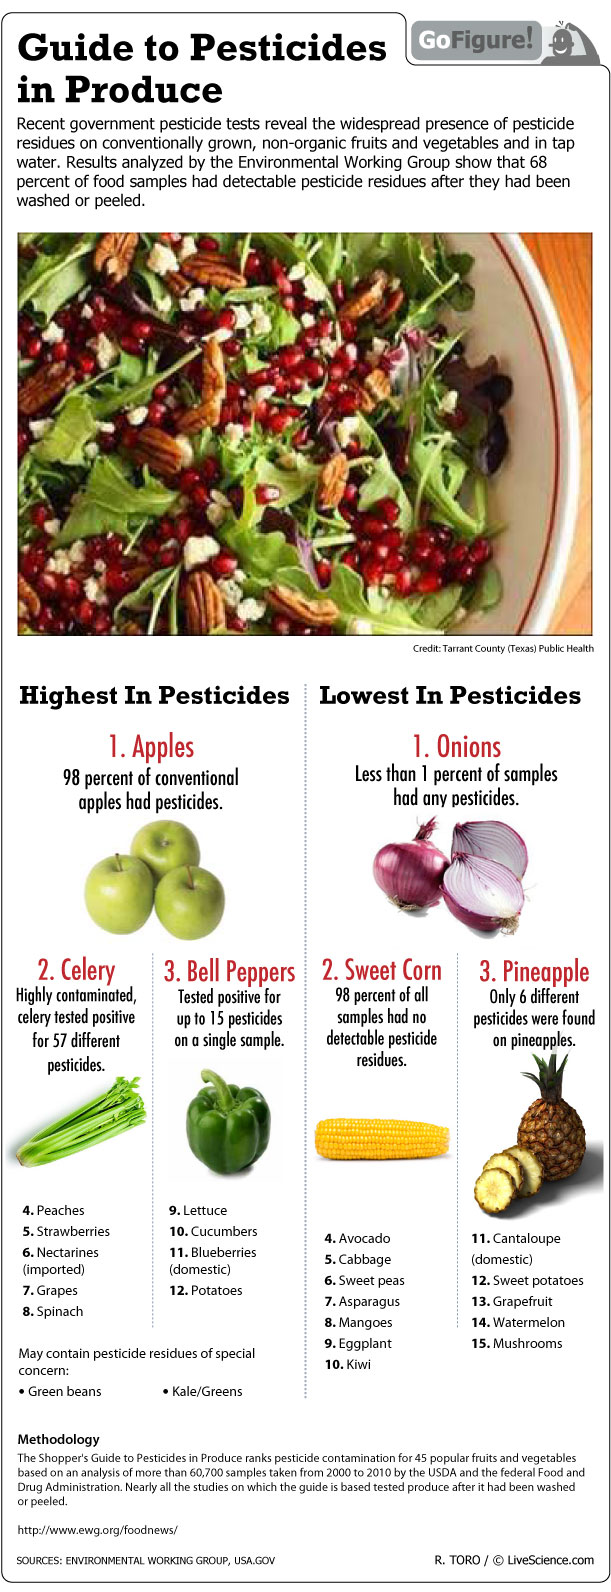 Guide to Pesticides
in Produce
GoFigure!
Recent government pesticide tests reveal the widespread presence of pesticide
residues on conventionally grown, non-organic fruits and vegetables and in tap
water. Results analyzed by the Environmental Working Group show that 68
percent of food samples had detectable pesticide residues after they had been
washed or peeled.
Credit: Tarrant County (Texas) Public Health
Highest In Pesticides
1. Apples
98 percent of conventional
apples had pesticides.
2. Celery
Highly contaminated,
celery tested positive
for 57 different
pesticides.
3. Bell Peppers
Tested positive for
up to 15 pesticides
on a single sample.
4. Peaches
5. Strawberries
6. Nectarines
(imported)
7. Grapes
8. Spinach
9. Lettuce
10. Cucumbers
11. Blueberries
(domestic)
12. Potatoes
May contain pesticide residues of special
concern:
• Green beans
• Kale/Greens
Lowest In Pesticides
1. Onions
Less than 1 percent of samples
had any pesticides.
2. Sweet Corn
98 percent of all
samples had no
detectable pesticide
residues.
3. Pineapple
Only 6 different
pesticides were found
on pineapples.
4. Avocado
5. Cabbage
6. Sweet peas
7. Asparagus
8. Mangoes
9. Eggplant
10. Kiwi
11. Cantaloupe
(domestic)
12. Sweet potatoes
13. Grapefruit
14. Watermelon
15. Mushrooms
Methodology
The Shopper's Guide to Pesticides in Produce ranks pesticide contamination for 45 popular fruits and vegetables
based on an analysis of more than 60,700 samples taken from 2000 to 2010 by the USDA and the federal Food and
Drug Administration. Nearly all the studies on which the guide is based tested produce after it had been washed
or peeled.
http://www.ewg.org/foodnews/
SOURCES: ENVIRONMENTAL WORKING GROUP, USA.GOV
R. TORO / © LiveScience.com